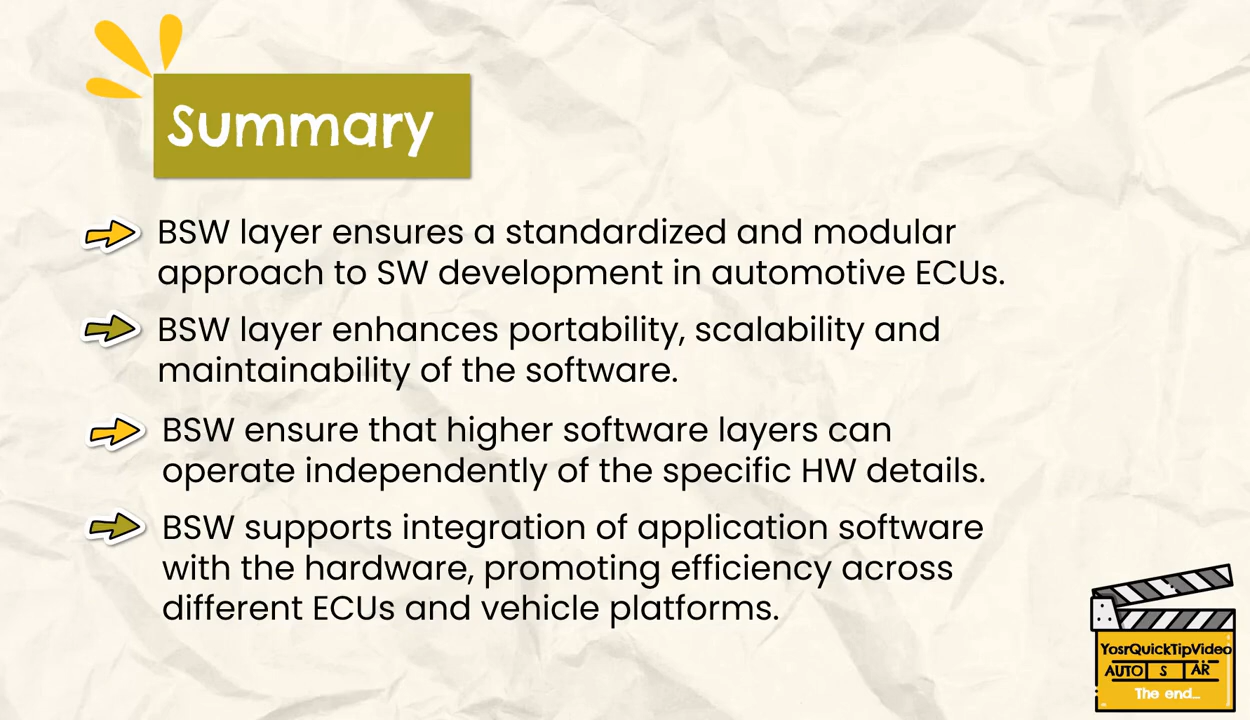 Summary
BSW layer ensures a standardized and modular
approach to SW development in automotive ECUs.
BSW layer enhances portability, scalability and
maintainability of the software.
BSW ensure that higher software layers can
operate independently of the specific HW details.
BSW supports integration of application software
with the hardware, promoting efficiency across
different ECUs and vehicle platforms.
YosrQuickTipVideo
AUTO S AR
The end...